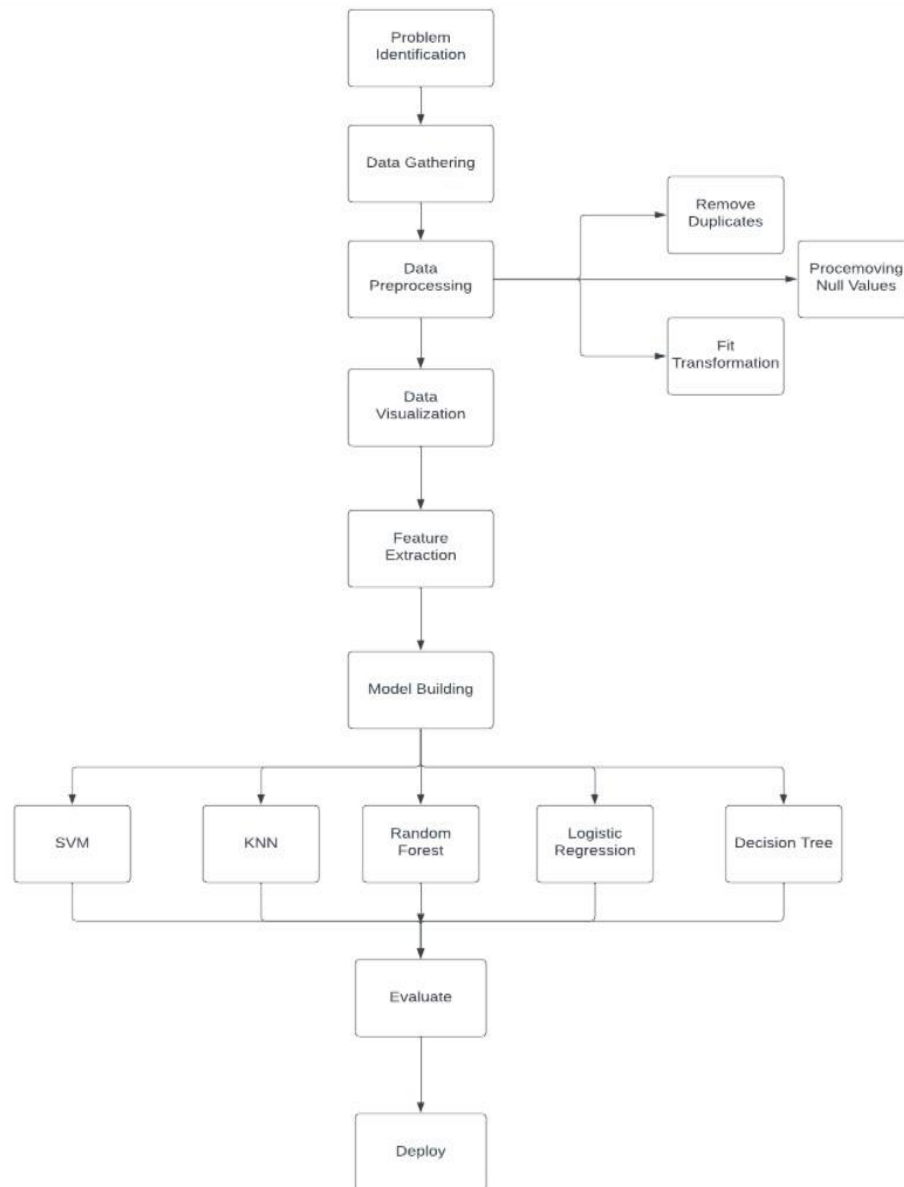 Problem
Identification
Data Gathering
Remove
Duplicates
Data
Preprocessing
Procemoving
Null Values
Fit
Transformation
Data
Visualization
Feature
Extraction
Model Building
SVM
KNN
Random
Forest
Logistic
Regression
Decision Tree
Evaluate
Deploy